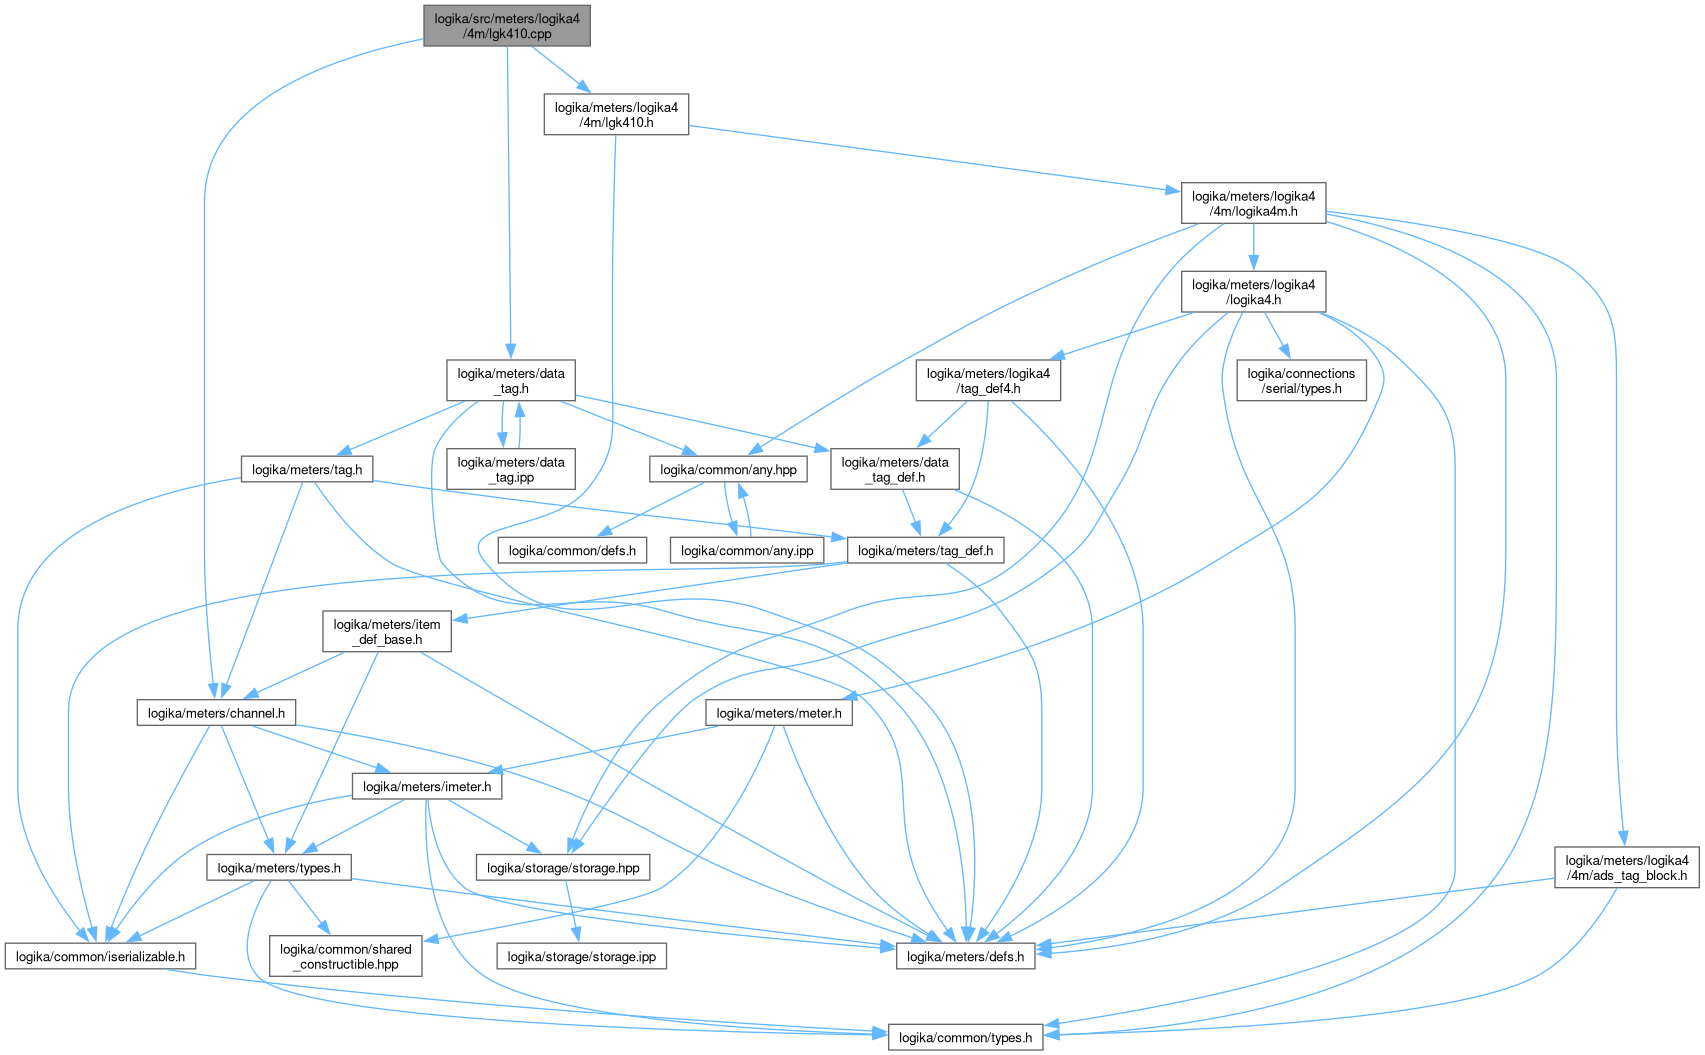 logika/src/meters/logika4
/4m/lgk410.cpp
logika/meters/logika4
/4m/lgk410.h
logika/meters/logika4
/4m/logika4m.h
logika/meters/logika4
/logika4.h
logika/meters/data
_tag.h
logika/meters/logika4
/tag_def4.h
logika/connections
/serial/types.h
logika/meters/tag.h
logika/meters/data
_tag.ipp
logika/common/any.hpp
logika/meters/data
_tag_def.h
logika/common/defs.h
logika/common/any.ipp
logika/meters/tag_def.h
logika/meters/item
_def_base.h
logika/meters/channel.h
logika/meters/meter.h
logika/meters/imeter.h
logika/meters/types.h
logika/storage/storage.hpp
logika/meters/logika4
/4m/ads_tag_block.h
logika/common/iserializable.h
logika/common/shared
_constructible.hpp
logika/storage/storage.ipp
logika/meters/defs.h
logika/common/types.h